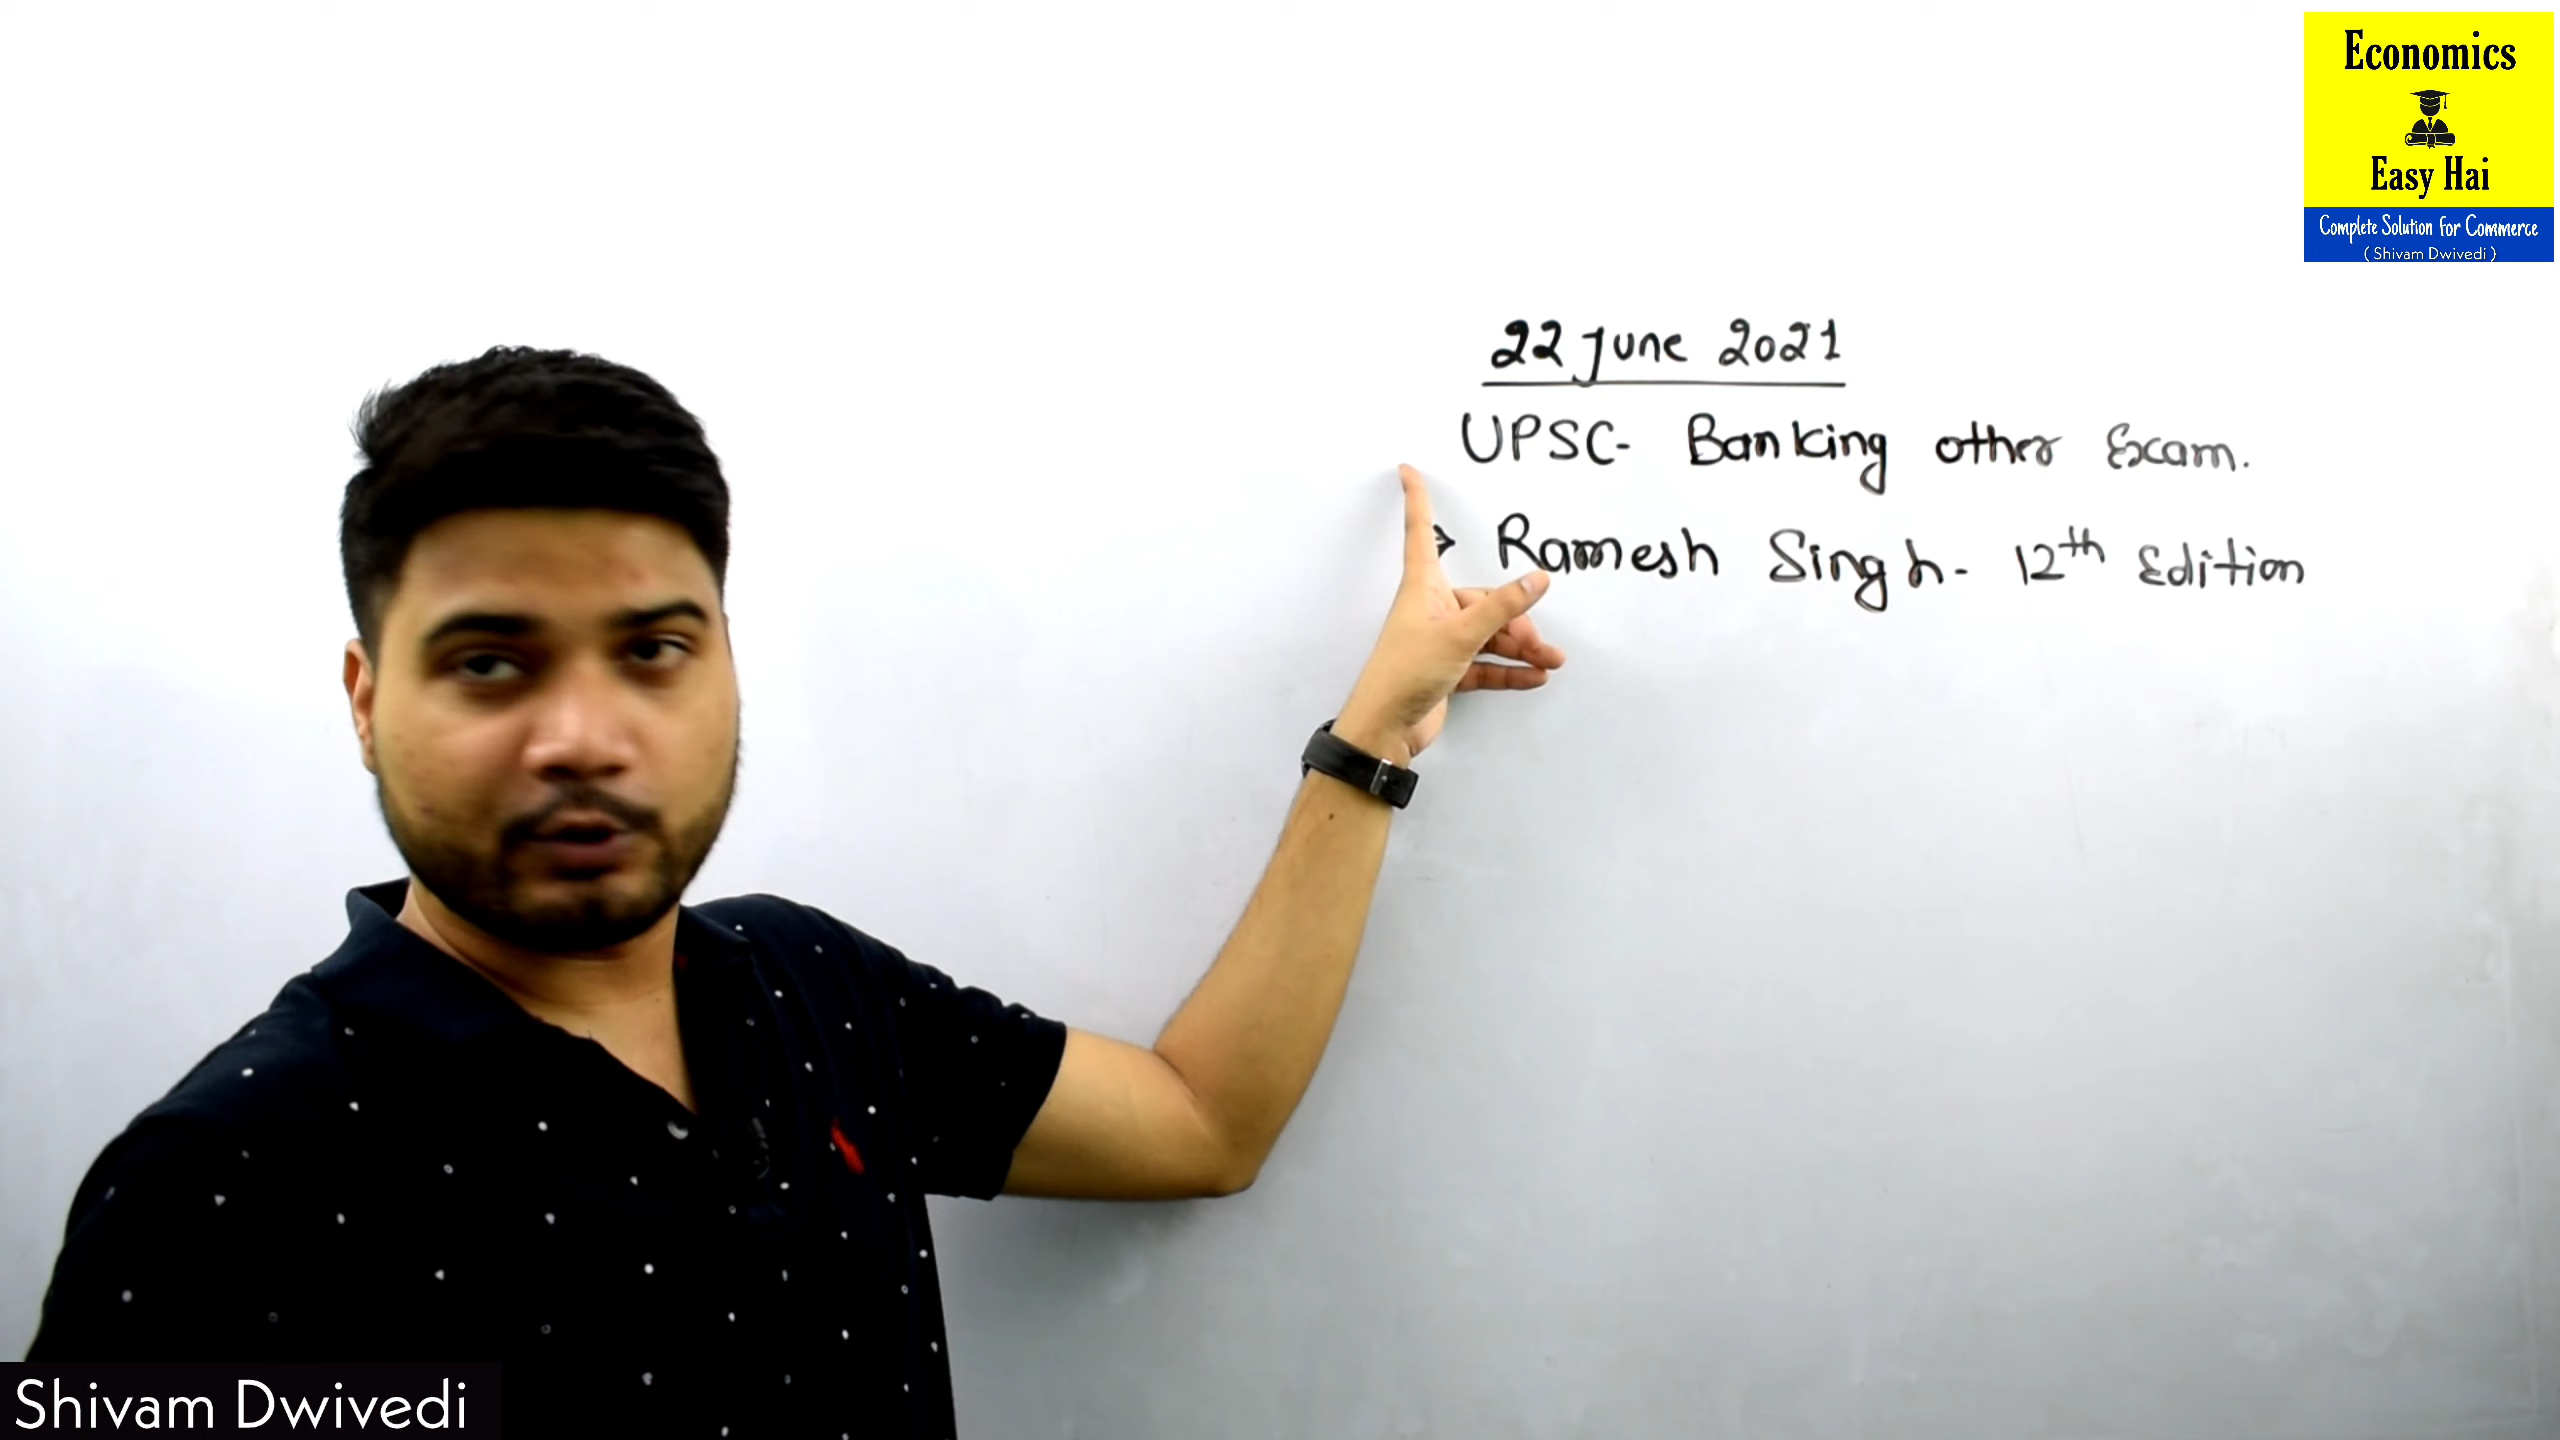 Economics
Easy Hai
Complete Solution for Commerce
( Shivam Dwivedi )
22 June 2021
UPSC- Banking other Exam.
→ Ramesh Singh - 12th Edition
Shivam Dwivedi